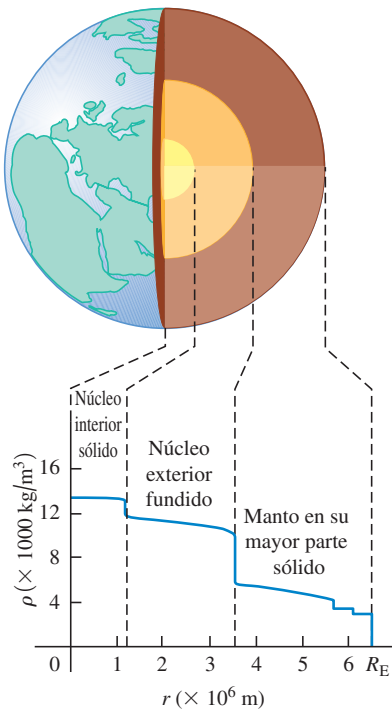 Núcleo
interior
sólido
Núcleo
exterior
fundido
Manto en su
mayor parte
sólido
ρ (× 1000 kg/m³)
16
12
8
4
0 1 2 3 4 5 6 R_E
r (× 10⁶ m)